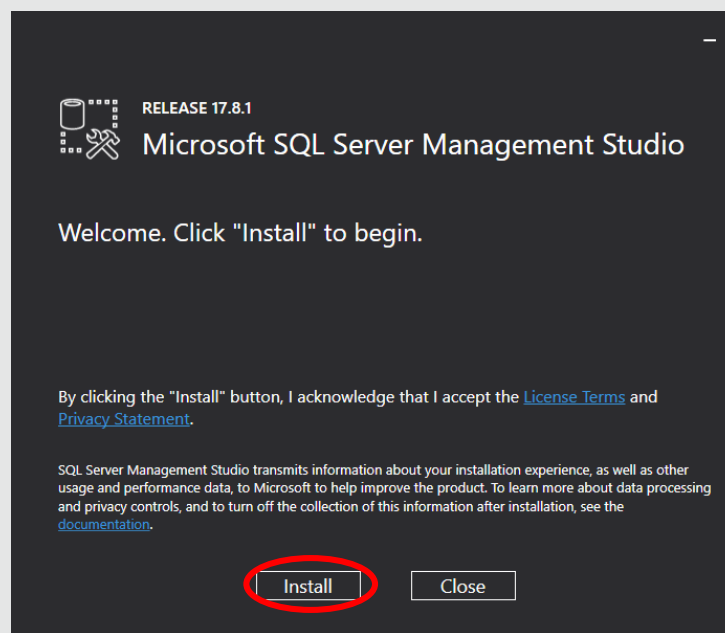 RELEASE 17.8.1
Microsoft SQL Server Management Studio
Welcome. Click "Install" to begin.
By clicking the "Install" button, I acknowledge that I accept the License Terms and
Privacy Statement.
SQL Server Management Studio transmits information about your installation experience, as well as other
usage and performance data, to Microsoft to help improve the product. To learn more about data processing
and privacy controls, and to turn off the collection of this information after installation, see the
documentation.
Install Close